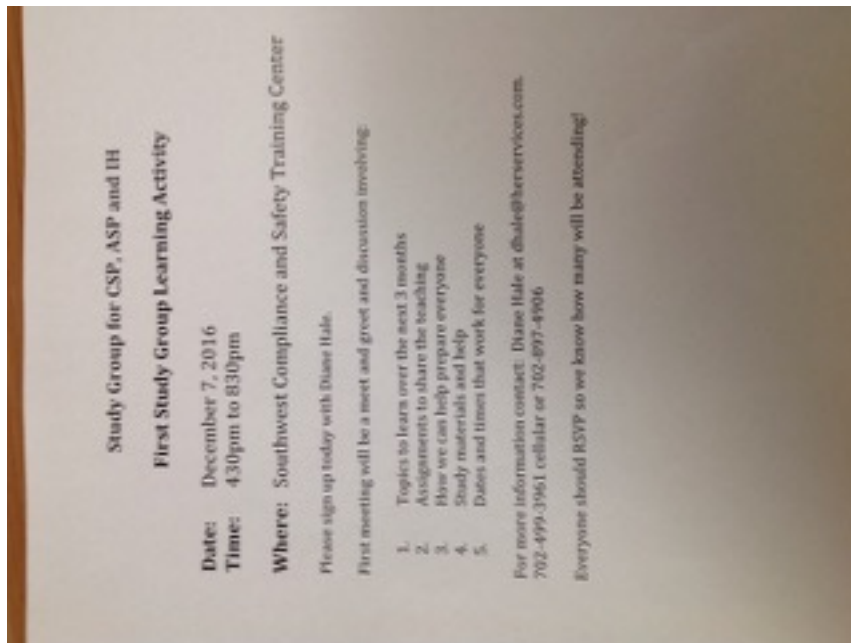 Study Group for CSP, ASP and IH
First Study Group Learning Activity
Date: December 7, 2016
Time: 430pm to 830pm
Where: Southwest Compliance and Safety Training Center
Please sign up today with Diane Hale.
First meeting will be a meet and greet and discussion involving:
1. Topics to learn over the next 3 months
2. Assignments to share the teaching
3. How we can help prepare everyone
4. Study materials and help
5. Dates and times that work for everyone
For more information contact: Diane Hale at dhale@herservices.com.
702-499-3961 cellular or 702-897-4906
Everyone should RSVP so we know how many will be attending!